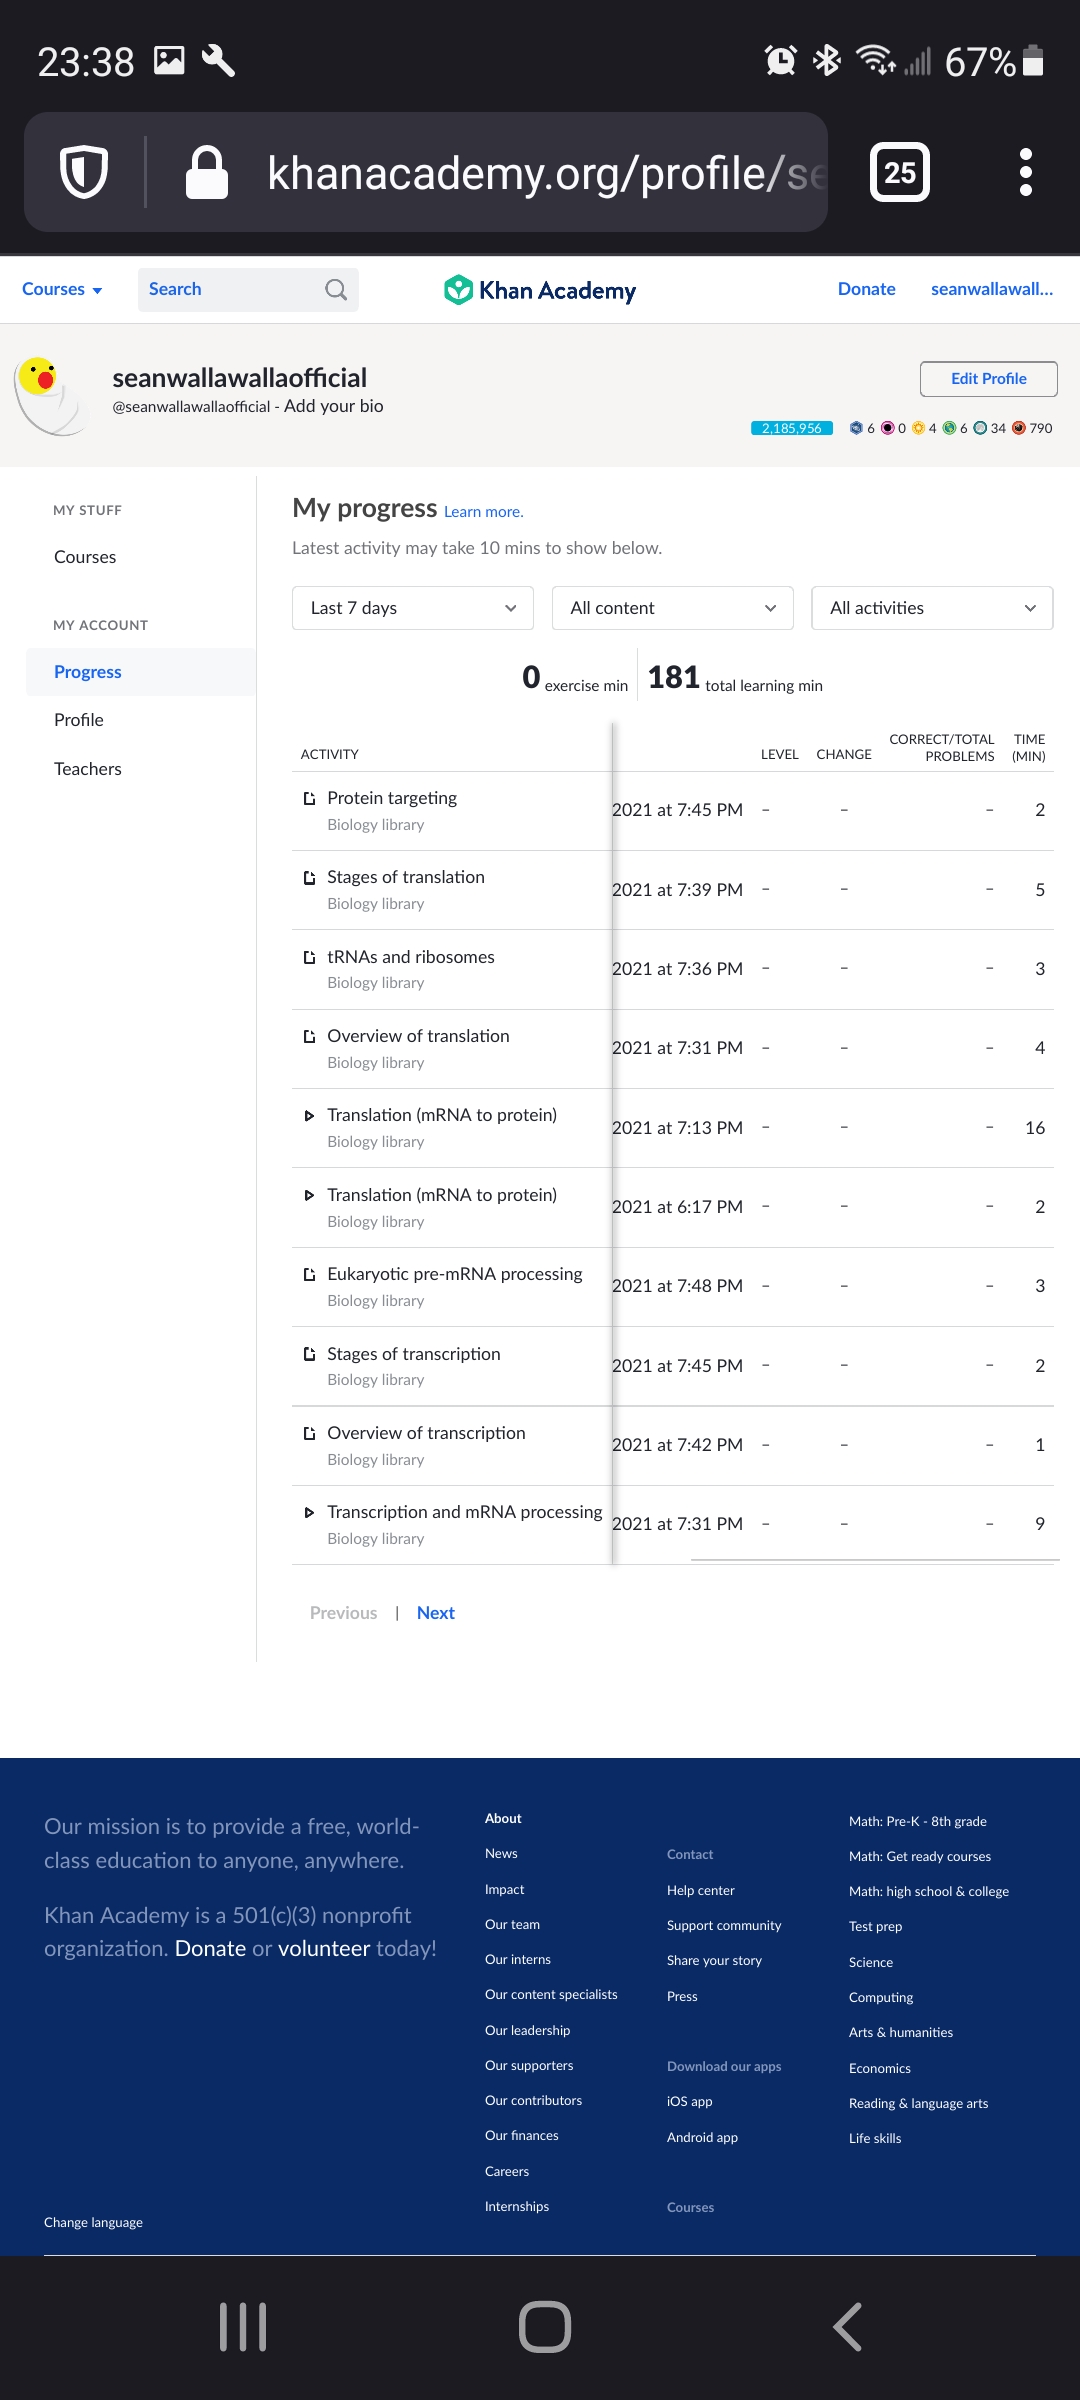 23:38
67%
khanacademy.org/profile/se
25
Courses
Search
Khan Academy
Donate
seanwallawall...
seanwallawallaofficial
@seanwallawallaofficial - Add your bio
Edit Profile
2,185,956 6 0 4 6 34 790
MY STUFF
Courses
MY ACCOUNT
Progress
Profile
Teachers
My progress Learn more.
Latest activity may take 10 mins to show below.
Last 7 days
All content
All activities
0 exercise min
181 total learning min
ACTIVITY LEVEL CHANGE CORRECT/TOTAL PROBLEMS TIME (MIN)
Protein targeting 2021 at 7:45 PM – – – 2
Biology library
Stages of translation 2021 at 7:39 PM – – – 5
Biology library
tRNAs and ribosomes 2021 at 7:36 PM – – – 3
Biology library
Overview of translation 2021 at 7:31 PM – – – 4
Biology library
Translation (mRNA to protein) 2021 at 7:13 PM – – – 16
Biology library
Translation (mRNA to protein) 2021 at 6:17 PM – – – 2
Biology library
Eukaryotic pre-mRNA processing 2021 at 7:48 PM – – – 3
Biology library
Stages of transcription 2021 at 7:45 PM – – – 2
Biology library
Overview of transcription 2021 at 7:42 PM – – – 1
Biology library
Transcription and mRNA processing 2021 at 7:31 PM – – – 9
Biology library
Previous | Next
Our mission is to provide a free, world-
class education to anyone, anywhere.
Khan Academy is a 501(c)(3) nonprofit
organization. Donate or volunteer today!
Change language
About
News
Impact
Our team
Our interns
Our content specialists
Our leadership
Our supporters
Our contributors
Our finances
Careers
Internships
Contact
Help center
Support community
Share your story
Press
Download our apps
iOS app
Android app
Courses
Math: Pre-K - 8th grade
Math: Get ready courses
Math: high school & college
Test prep
Science
Computing
Arts & humanities
Economics
Reading & language arts
Life skills